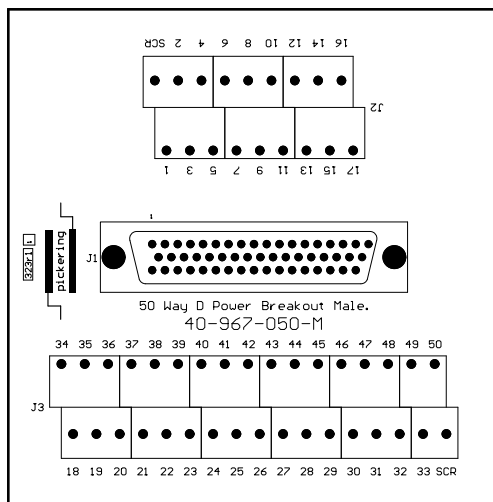 SCR 2 4 6 8 10 12 14 16
J2
1 3 5 7 9 11 13 15 17
1
323r1 1
pickering
J1
50 Way D Power Breakout Male.
40-967-050-M
34 35 36 37 38 39 40 41 42 43 44 45 46 47 48 49 50
J3
18 19 20 21 22 23 24 25 26 27 28 29 30 31 32 33 SCR